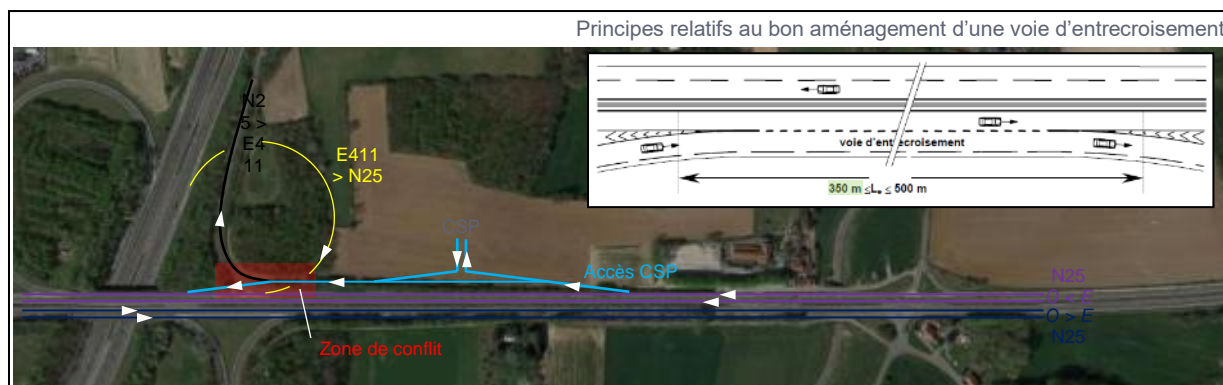 Principes relatifs au bon aménagement d'une voie d'entrecroisement
voie d'entrecroisement
350 m ≤Le ≤ 500 m
N2
5 >
E4
11
E411
> N25
CSP
Accès CSP
N25
O < E
O > E
N25
Zone de conflit